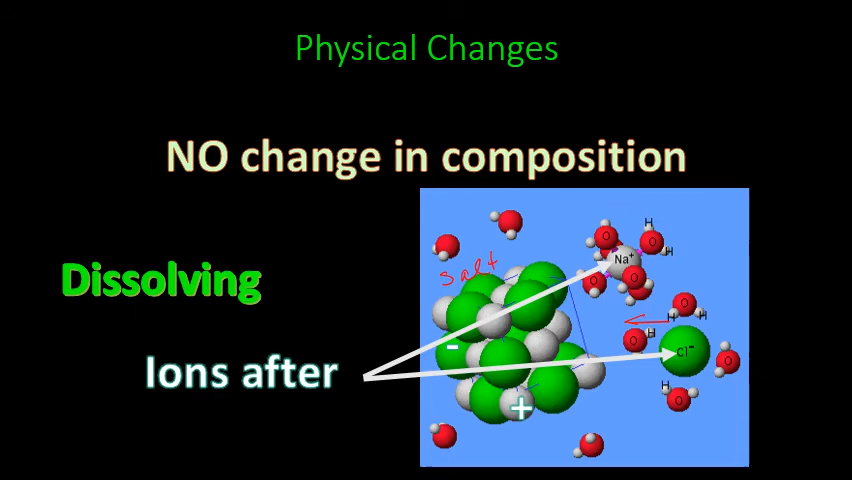 Physical Changes
NO change in composition
Dissolving
Ions after
salt
-
+
Na⁺
Cl⁻
O
O
H
H
O
O
O
H
H
O
H
O
H
O
O